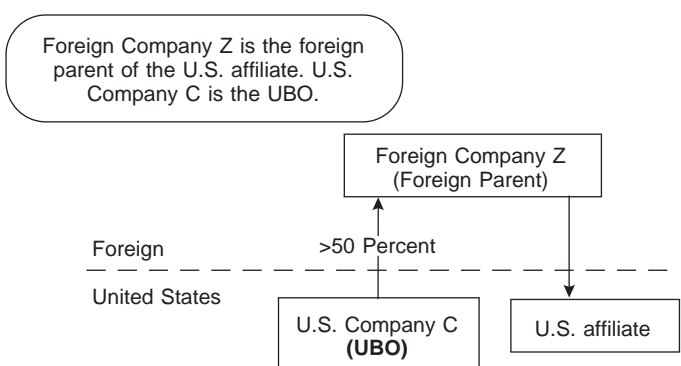 Foreign Company Z is the foreign
parent of the U.S. affiliate. U.S.
Company C is the UBO.
Foreign Company Z
(Foreign Parent)
Foreign
>50 Percent
United States
U.S. Company C
(UBO)
U.S. affiliate